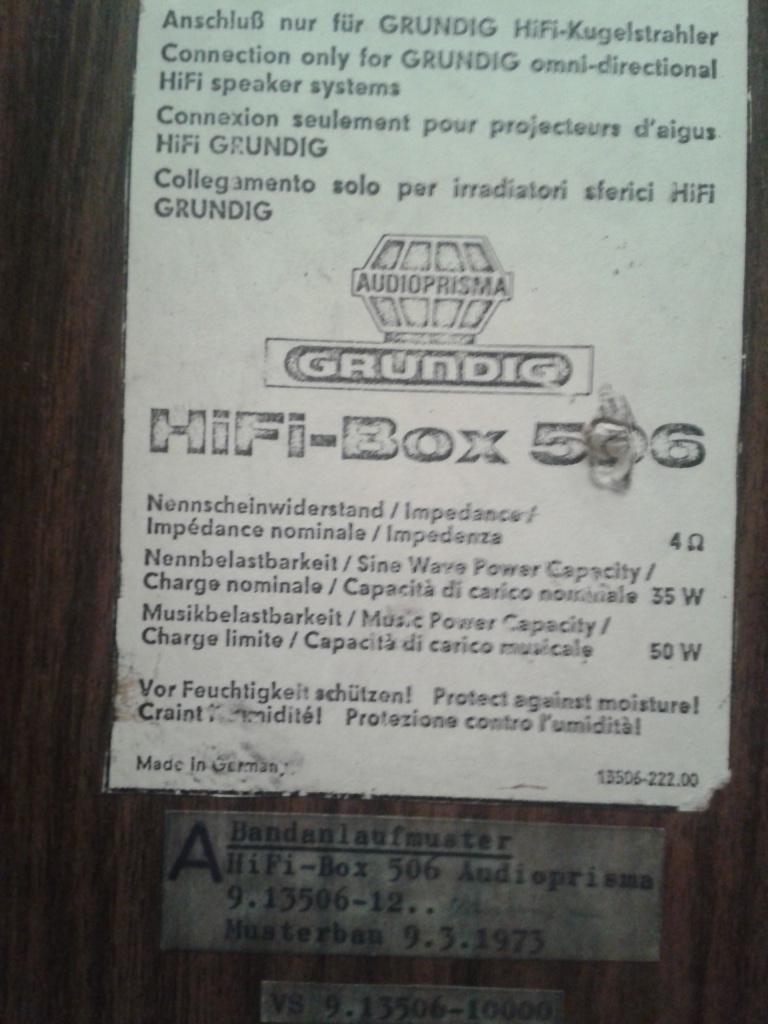 Anschluß nur für GRUNDIG HiFi-Kugelstrahler
Connection only for GRUNDIG omni-directional
HiFi speaker systems
Connexion seulement pour projecteurs d'aigus
HiFi GRUNDIG
Collegamento solo per irradiatori sferici HiFi
GRUNDIG
AUDIOPRISMA
GRUNDIG
HiFi-Box 506
Nennscheinwiderstand / Impedance /
Impédance nominale / Impedenza 4 Ω
Nennbelastbarkeit / Sine Wave Power Capacity /
Charge nominale / Capacità di carico nominale 35 W
Musikbelastbarkeit / Music Power Capacity /
Charge limite / Capacità di carico musicale 50 W
Vor Feuchtigkeit schützen! Protect against moisture!
Craint l'humidité! Protezione contro l'umidità!
Made in Germany
13506-222.00
A Bandanlaufmuster
HiFi-Box 506 Audioprisma
9.13506-12..
Musterbau 9.3.1973
VS 9.13506-10000